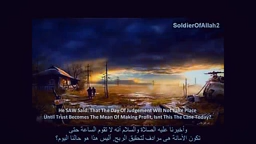 SoldierOfAllah2
He SAW Said: That The Day Of Judgement Will Not Take Place
Until Trust Becomes The Mean Of Making Profit, Isnt This The Case Today?
وأخبرنا عليه الصلاة والسلام أنه لا تقوم الساعة حتى
تكون الأمانة هي مرادف لتحقيق الربح، أليس هذا هو حالنا اليوم؟